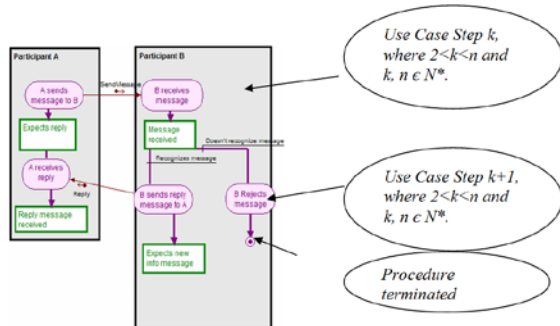 Participant A
Participant B
A sends
message to B
SendMessage
B receives
message
Expects reply
Message
received
Doesn't recognize message
Recognizes message
A receives
reply
Reply
B sends reply
message to A
B Rejects
message
Reply message
received
Expects new
info message
Use Case Step k,
where 2<k<n and
k, n є N*.
Use Case Step k+1,
where 2<k<n and
k, n є N*.
Procedure
terminated